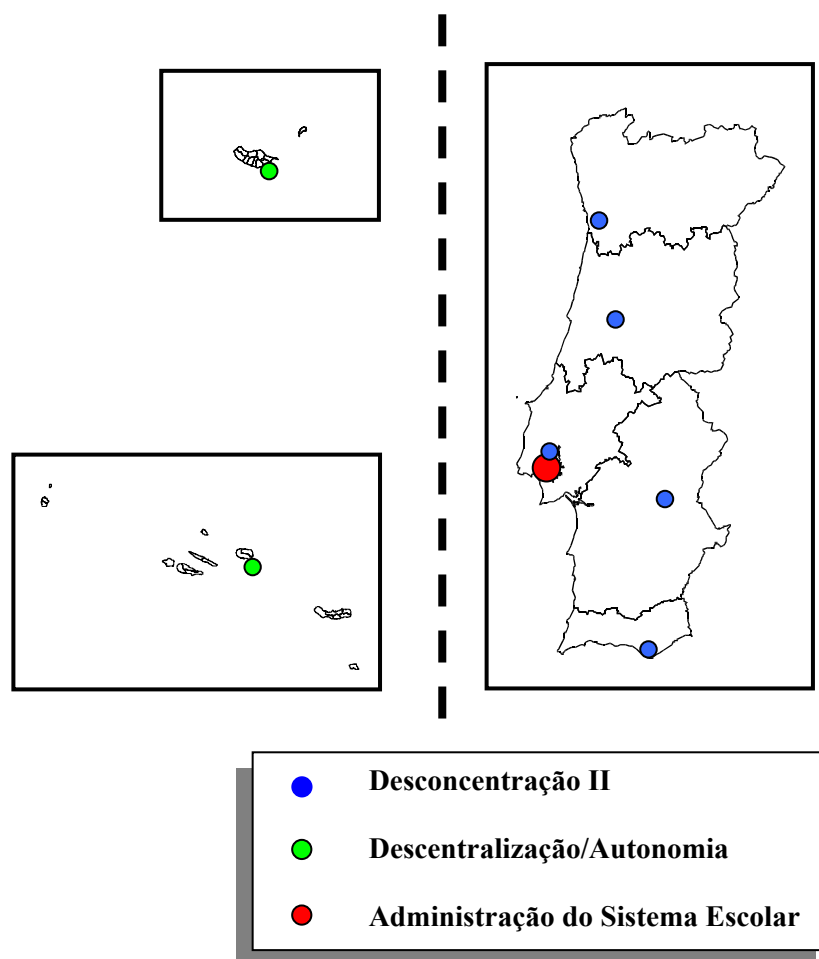 Desconcentração II
Descentralização/Autonomia
Administração do Sistema Escolar